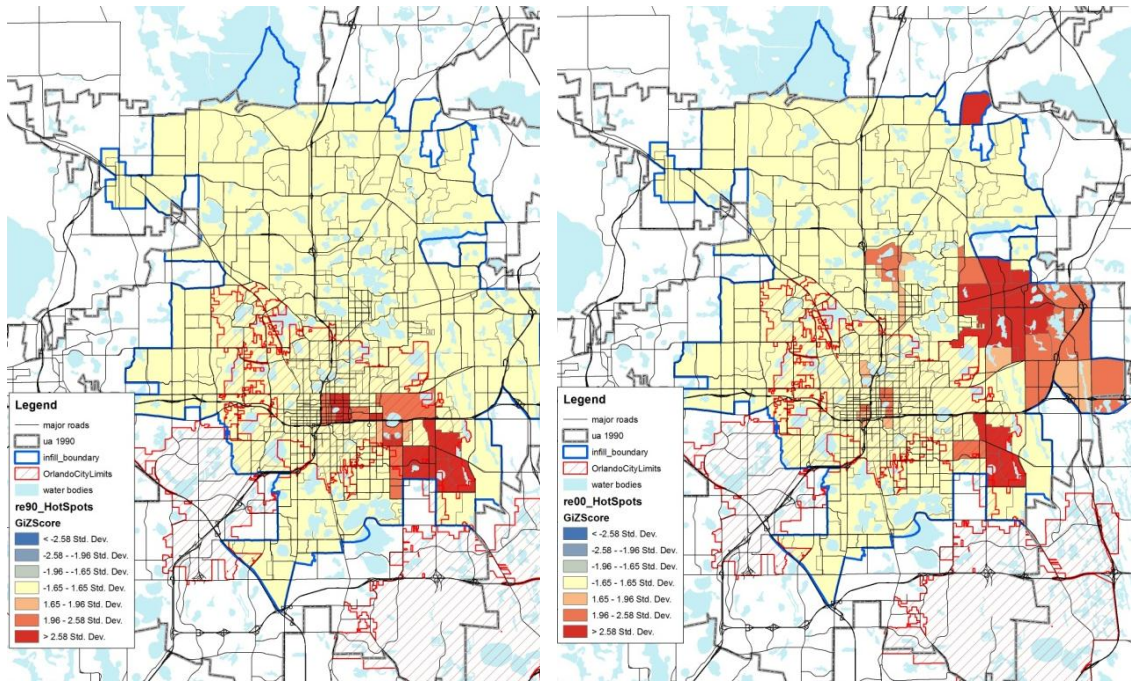 Legend
major roads
ua 1990
infill_boundary
OrlandoCityLimits
water bodies
re90_HotSpots
GiZScore
< -2.58 Std. Dev.
-2.58 - -1.96 Std. Dev.
-1.96 - -1.65 Std. Dev.
-1.65 - 1.65 Std. Dev.
1.65 - 1.96 Std. Dev.
1.96 - 2.58 Std. Dev.
> 2.58 Std. Dev.
Legend
major roads
ua 1990
infill_boundary
OrlandoCityLimits
water bodies
re00_HotSpots
GiZScore
< -2.58 Std. Dev.
-2.58 - -1.96 Std. Dev.
-1.96 - -1.65 Std. Dev.
-1.65 - 1.65 Std. Dev.
1.65 - 1.96 Std. Dev.
1.96 - 2.58 Std. Dev.
> 2.58 Std. Dev.